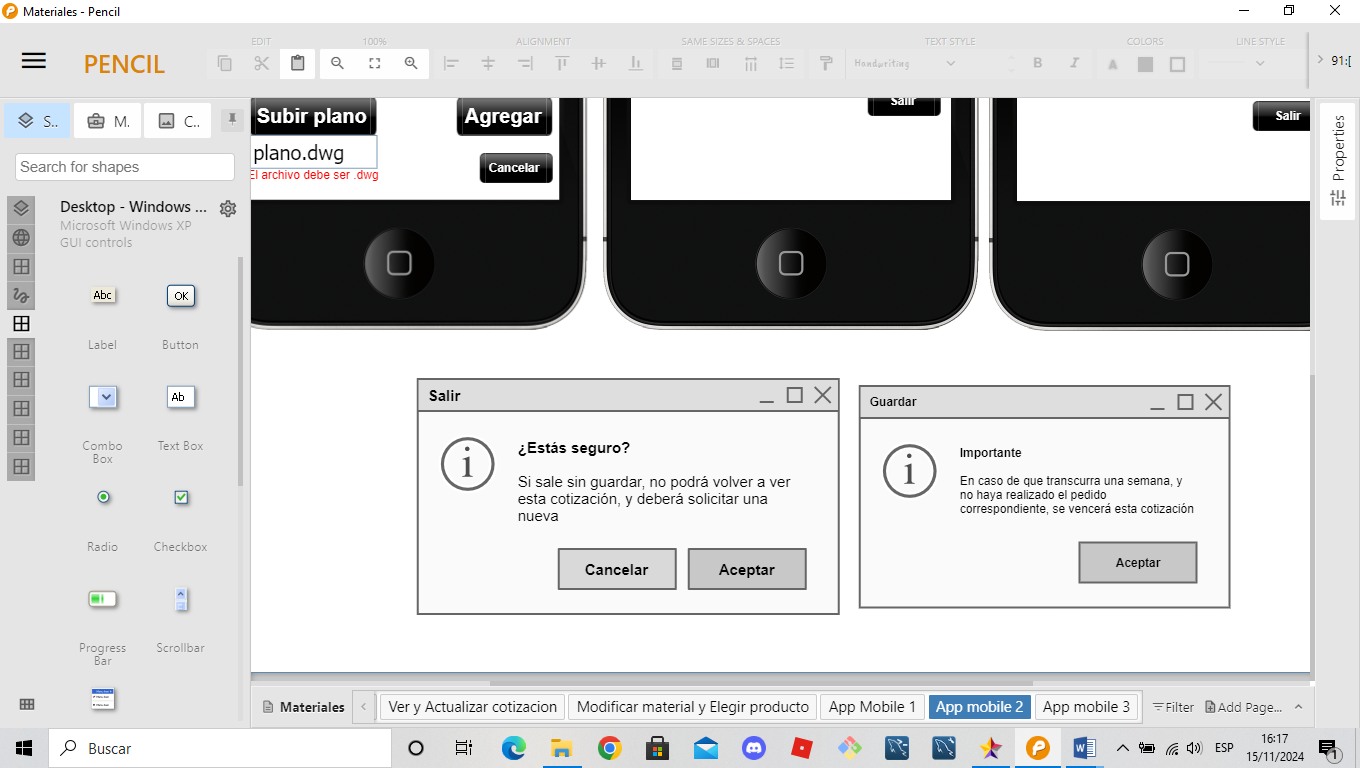 Materiales - Pencil
PENCIL
EDIT
100%
ALIGNMENT
SAME SIZES & SPACES
TEXT STYLE
COLORS
LINE STYLE
Handwriting
B
I
A
91:[
S..
M.
C..
Search for shapes
Desktop - Windows ...
Microsoft Windows XP
GUI controls
Abc
OK
Label
Button
Ab
Combo
Box
Text Box
Radio
Checkbox
Progress
Bar
Scrollbar
Subir plano
Agregar
plano.dwg
El archivo debe ser .dwg
Cancelar
Salir
Salir
Properties
Salir
i
¿Estás seguro?
Si sale sin guardar, no podrá volver a ver
esta cotización, y deberá solicitar una
nueva
Cancelar
Aceptar
Guardar
i
Importante
En caso de que transcurra una semana, y
no haya realizado el pedido
correspondiente, se vencerá esta cotización
Aceptar
Materiales
Ver y Actualizar cotizacion
Modificar material y Elegir producto
App Mobile 1
App mobile 2
App mobile 3
Filter
Add Page...
Buscar
ESP
16:17
15/11/2024
1